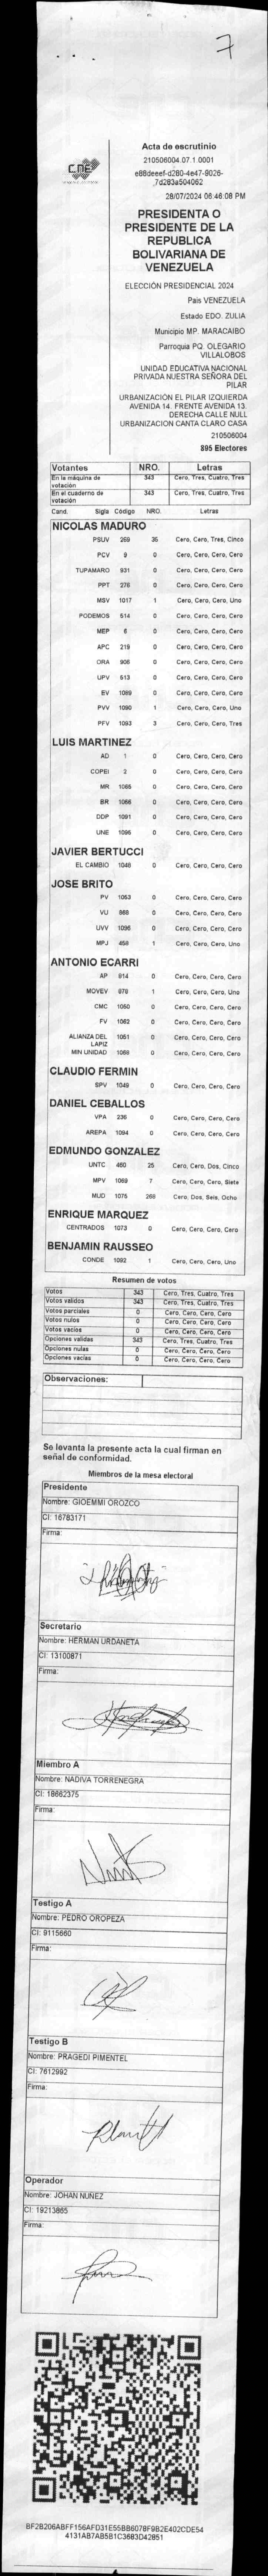 7
CNE
Acta de escrutinio
210506004.07.1.0001
e88deeef-d280-4e47-9026-
7d283a504062
28/07/2024 06:46:08 PM
PRESIDENTA O
PRESIDENTE DE LA
REPUBLICA
BOLIVARIANA DE
VENEZUELA
ELECCIÓN PRESIDENCIAL 2024
Pais VENEZUELA
Estado EDO. ZULIA
Municipio MP. MARACAIBO
Parroquia PQ. OLEGARIO
VILLALOBOS
UNIDAD EDUCATIVA NACIONAL
PRIVADA NUESTRA SEÑORA DEL
PILAR
URBANIZACION EL PILAR IZQUIERDA
AVENIDA 14. FRENTE AVENIDA 13.
DERECHA CALLE NULL
URBANIZACION CANTA CLARO CASA
210506004
895 Electores
Votantes NRO. Letras
En la máquina de votación 343 Cero, Tres, Cuatro, Tres
En el cuaderno de votación 343 Cero, Tres, Cuatro, Tres
Cand. Sigla Código NRO. Letras
NICOLAS MADURO
PSUV 269 35 Cero, Cero, Tres, Cinco
PCV 9 0 Cero, Cero, Cero, Cero
TUPAMARO 931 0 Cero, Cero, Cero, Cero
PPT 276 0 Cero, Cero, Cero, Cero
MSV 1017 1 Cero, Cero, Cero, Uno
PODEMOS 514 0 Cero, Cero, Cero, Cero
MEP 6 0 Cero, Cero, Cero, Cero
APC 219 0 Cero, Cero, Cero, Cero
ORA 906 0 Cero, Cero, Cero, Cero
UPV 613 0 Cero, Cero, Cero, Cero
EV 1089 0 Cero, Cero, Cero, Cero
PVV 1090 1 Cero, Cero, Cero, Uno
PFV 1093 3 Cero, Cero, Cero, Tres
LUIS MARTINEZ
AD 1 0 Cero, Cero, Cero, Cero
COPEI 2 0 Cero, Cero, Cero, Cero
MR 1065 0 Cero, Cero, Cero, Cero
BR 1066 0 Cero, Cero, Cero, Cero
DDP 1091 0 Cero, Cero, Cero, Cero
UNE 1095 0 Cero, Cero, Cero, Cero
JAVIER BERTUCCI
EL CAMBIO 1048 0 Cero, Cero, Cero, Cero
JOSE BRITO
PV 1053 0 Cero, Cero, Cero, Cero
VU 868 0 Cero, Cero, Cero, Cero
UVV 1096 0 Cero, Cero, Cero, Cero
MPJ 458 1 Cero, Cero, Cero, Uno
ANTONIO ECARRI
AP 814 0 Cero, Cero, Cero, Cero
MOVEV 978 1 Cero, Cero, Cero, Uno
CMC 1050 0 Cero, Cero, Cero, Cero
FV 1062 0 Cero, Cero, Cero, Cero
ALIANZA DEL LAPIZ 1051 0 Cero, Cero, Cero, Cero
MIN UNIDAD 1068 0 Cero, Cero, Cero, Cero
CLAUDIO FERMIN
SPV 1049 0 Cero, Cero, Cero, Cero
DANIEL CEBALLOS
VPA 236 0 Cero, Cero, Cero, Cero
AREPA 1094 0 Cero, Cero, Cero, Cero
EDMUNDO GONZALEZ
UNTC 460 25 Cero, Cero, Dos, Cinco
MPV 1069 7 Cero, Cero, Cero, Siete
MUD 1075 268 Cero, Dos, Seis, Ocho
ENRIQUE MARQUEZ
CENTRADOS 1073 0 Cero, Cero, Cero, Cero
BENJAMIN RAUSSEO
CONDE 1092 1 Cero, Cero, Cero, Uno
Resumen de votos
Votos 343 Cero, Tres, Cuatro, Tres
Votos validos 343 Cero, Tres, Cuatro, Tres
Votos parciales 0 Cero, Cero, Cero, Cero
Votos nulos 0 Cero, Cero, Cero, Cero
Votos vacios 0 Cero, Cero, Cero, Cero
Opciones validas 343 Cero, Tres, Cuatro, Tres
Opciones nulas 0 Cero, Cero, Cero, Cero
Opciones vacias 0 Cero, Cero, Cero, Cero
Observaciones:
Se levanta la presente acta la cual firman en
señal de conformidad.
Miembros de la mesa electoral
Presidente
Nombre: GIOEMMI OROZCO
CI: 16783171
Firma:
Secretario
Nombre: HERMAN URDANETA
CI: 13100871
Firma:
Miembro A
Nombre: NADIVA TORRENEGRA
CI: 18662375
Firma:
Testigo A
Nombre: PEDRO OROPEZA
CI: 9115660
Firma:
Testigo B
Nombre: PRAGEDI PIMENTEL
CI: 7612992
Firma:
Operador
Nombre: JOHAN NUNEZ
CI: 19213865
Firma:
BF2B206ABFF156AFD31E55BB6078F9B2E402CDE54
4131AB7AB5B1C3683D42851